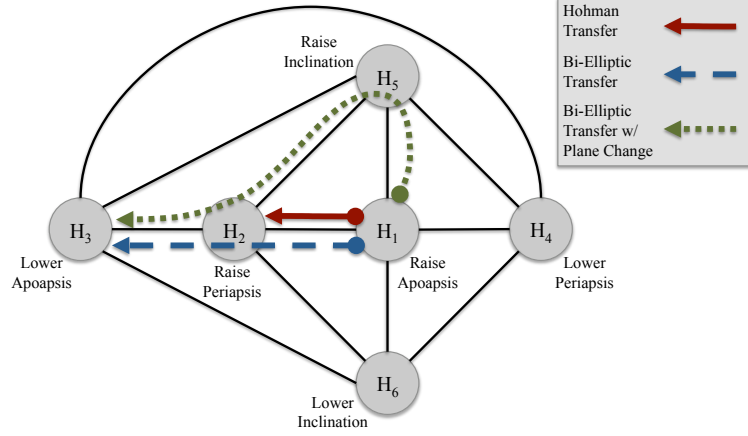 Hohman
Transfer
Bi-Elliptic
Transfer
Bi-Elliptic
Transfer w/
Plane Change
Raise
Inclination
H5
H3
H2
H1
H4
Lower
Apoapsis
Raise
Periapsis
Raise
Apoapsis
Lower
Periapsis
H6
Lower
Inclination